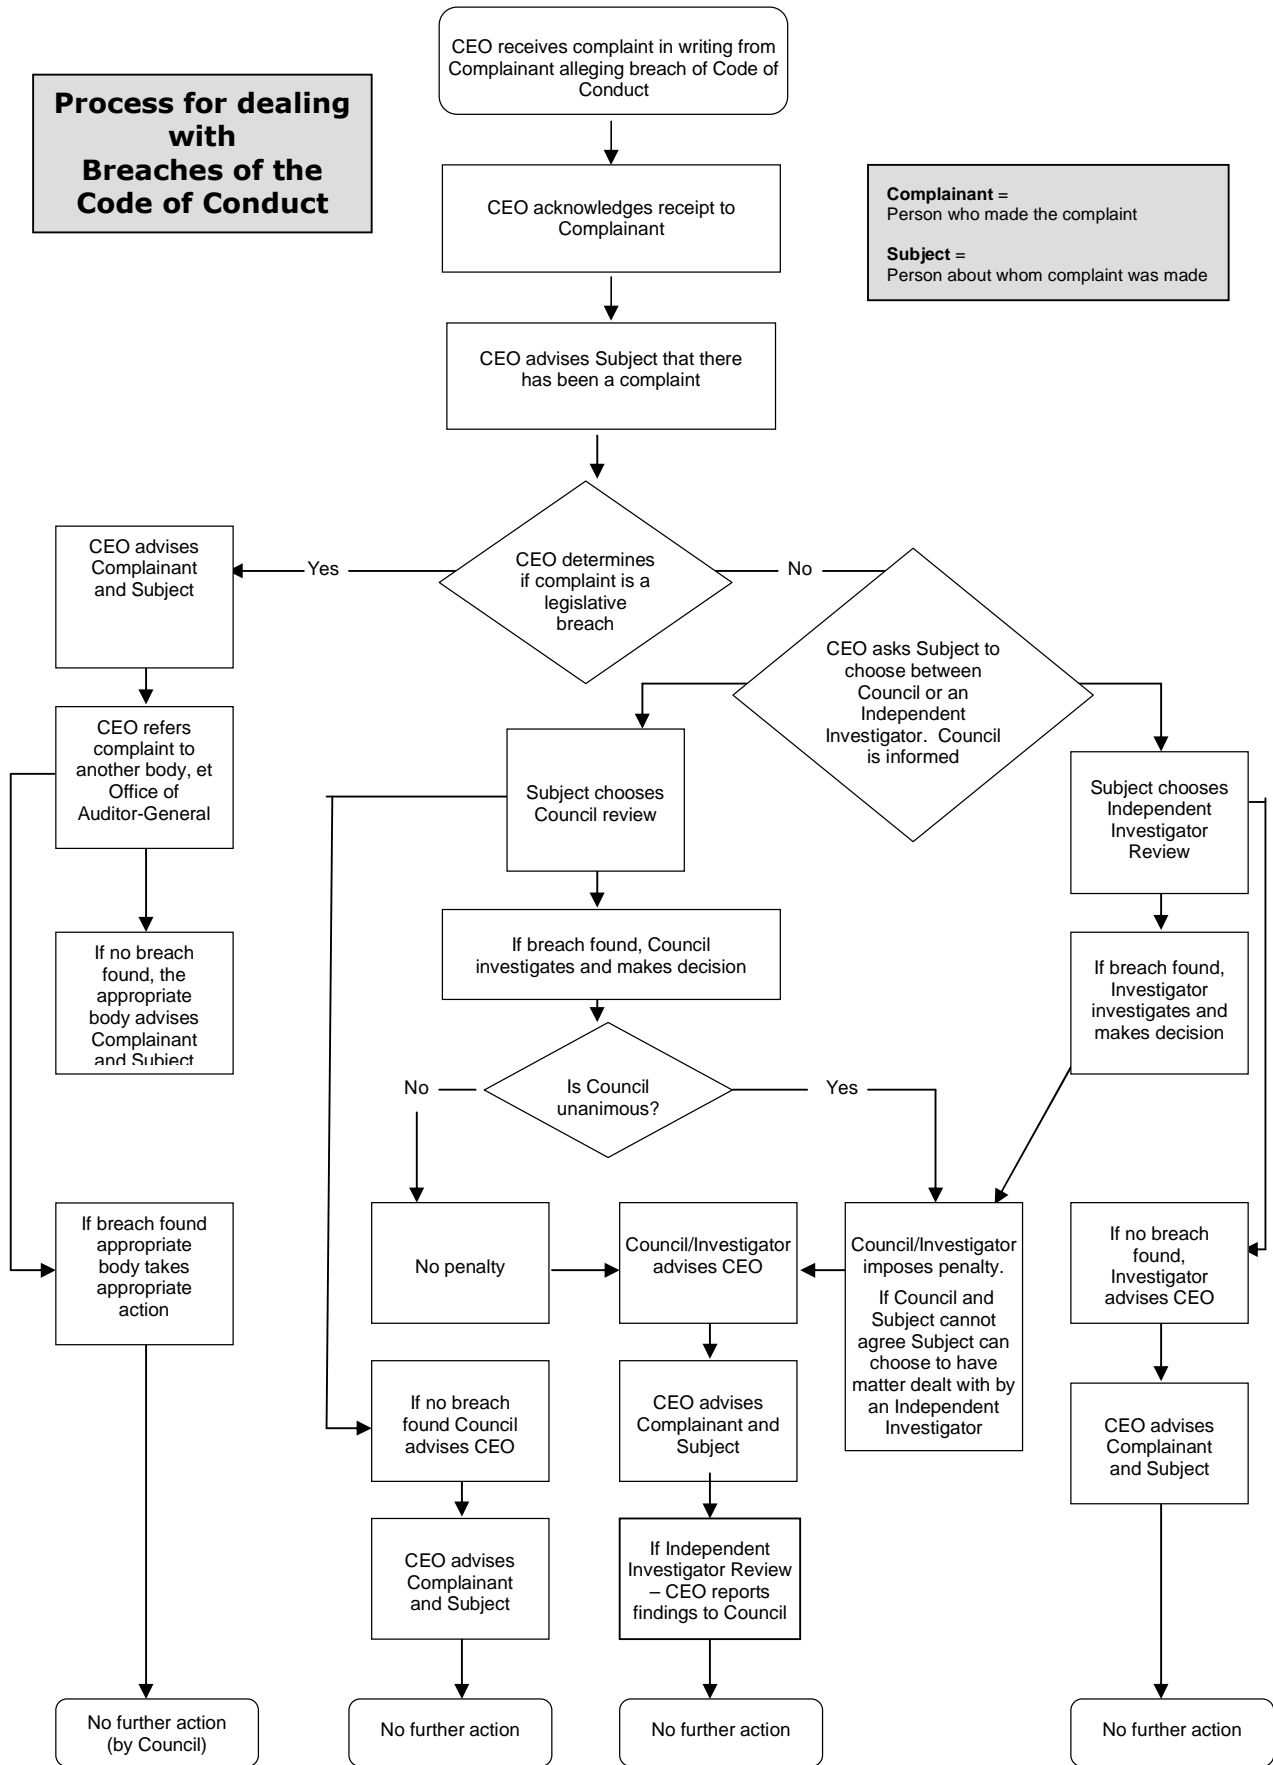 CEO receives complaint in writing from
Complainant alleging breach of Code of
Conduct
Process for dealing
with
Breaches of the
Code of Conduct
Complainant =
Person who made the complaint
Subject =
Person about whom complaint was made
CEO acknowledges receipt to
Complainant
CEO advises Subject that there
has been a complaint
CEO determines
if complaint is a
legislative
breach
Yes
No
CEO advises
Complainant
and Subject
CEO asks Subject to
choose between
Council or an
Independent
Investigator.  Council
is informed
CEO refers
complaint to
another body, et
Office of
Auditor-General
Subject chooses
Council review
Subject chooses
Independent
Investigator
Review
If no breach
found, the
appropriate
body advises
Complainant
and Subject
If breach found, Council
investigates and makes decision
If breach found,
Investigator
investigates and
makes decision
No
Is Council
unanimous?
Yes
If breach found
appropriate
body takes
appropriate
action
No penalty
Council/Investigator
advises CEO
Council/Investigator
imposes penalty.
If Council and
Subject cannot
agree Subject can
choose to have
matter dealt with by
an Independent
Investigator
If no breach
found,
Investigator
advises CEO
If no breach
found Council
advises CEO
CEO advises
Complainant and
Subject
CEO advises
Complainant
and Subject
CEO advises
Complainant
and Subject
If Independent
Investigator Review
– CEO reports
findings to Council
No further action
(by Council)
No further action
No further action
No further action